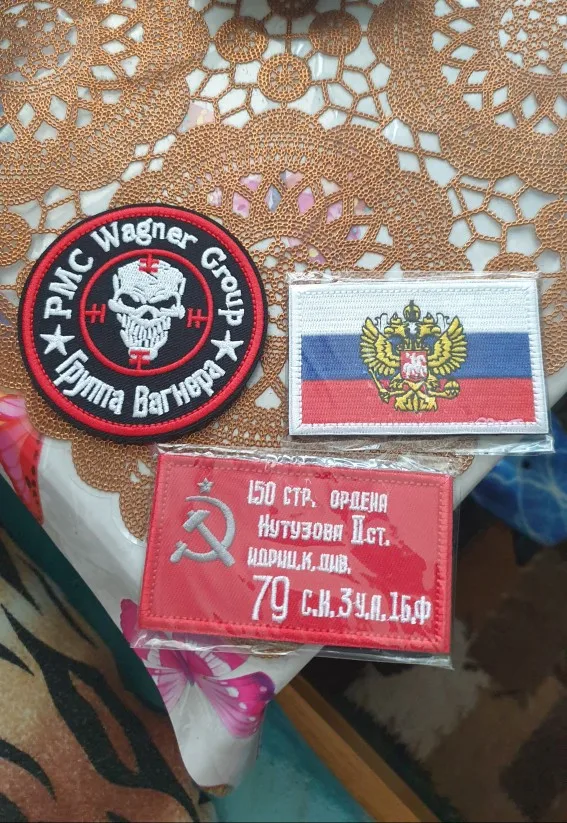 PMC Wagner Group
Группа Вагнера
150 СТР. ОРДЕНА
КУТУЗОВА II СТ.
ИДРИЦ. К. ДИВ.
79 С.К. 3 У.А. 1 Б.Ф